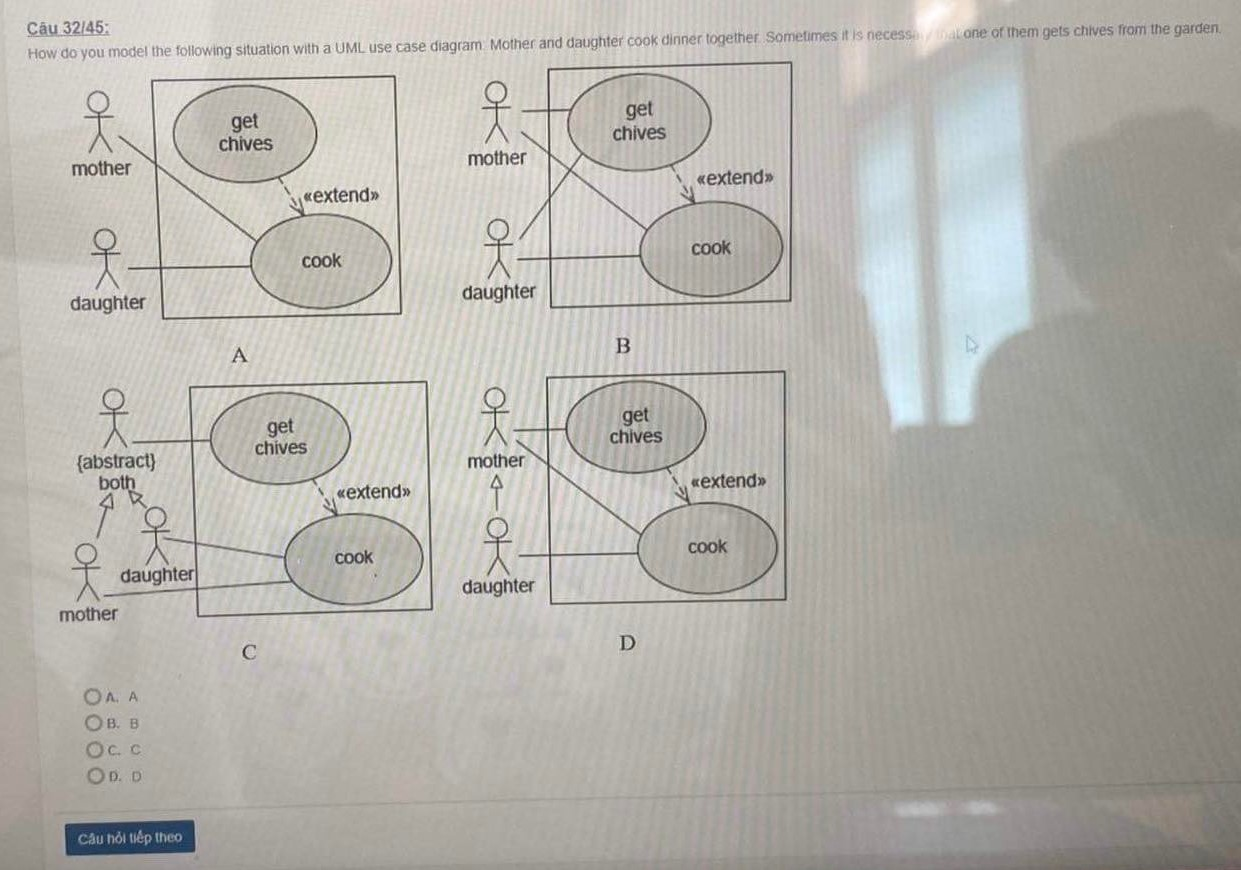 Câu 32/45:
How do you model the following situation with a UML use case diagram: Mother and daughter cook dinner together. Sometimes it is necessary that one of them gets chives from the garden.
get
chives
mother
«extend»
cook
daughter
A
get
chives
mother
«extend»
cook
daughter
B
get
chives
{abstract}
both
«extend»
cook
daughter
mother
C
get
chives
mother
«extend»
cook
daughter
D
A. A
B. B
C. C
D. D
Câu hỏi tiếp theo